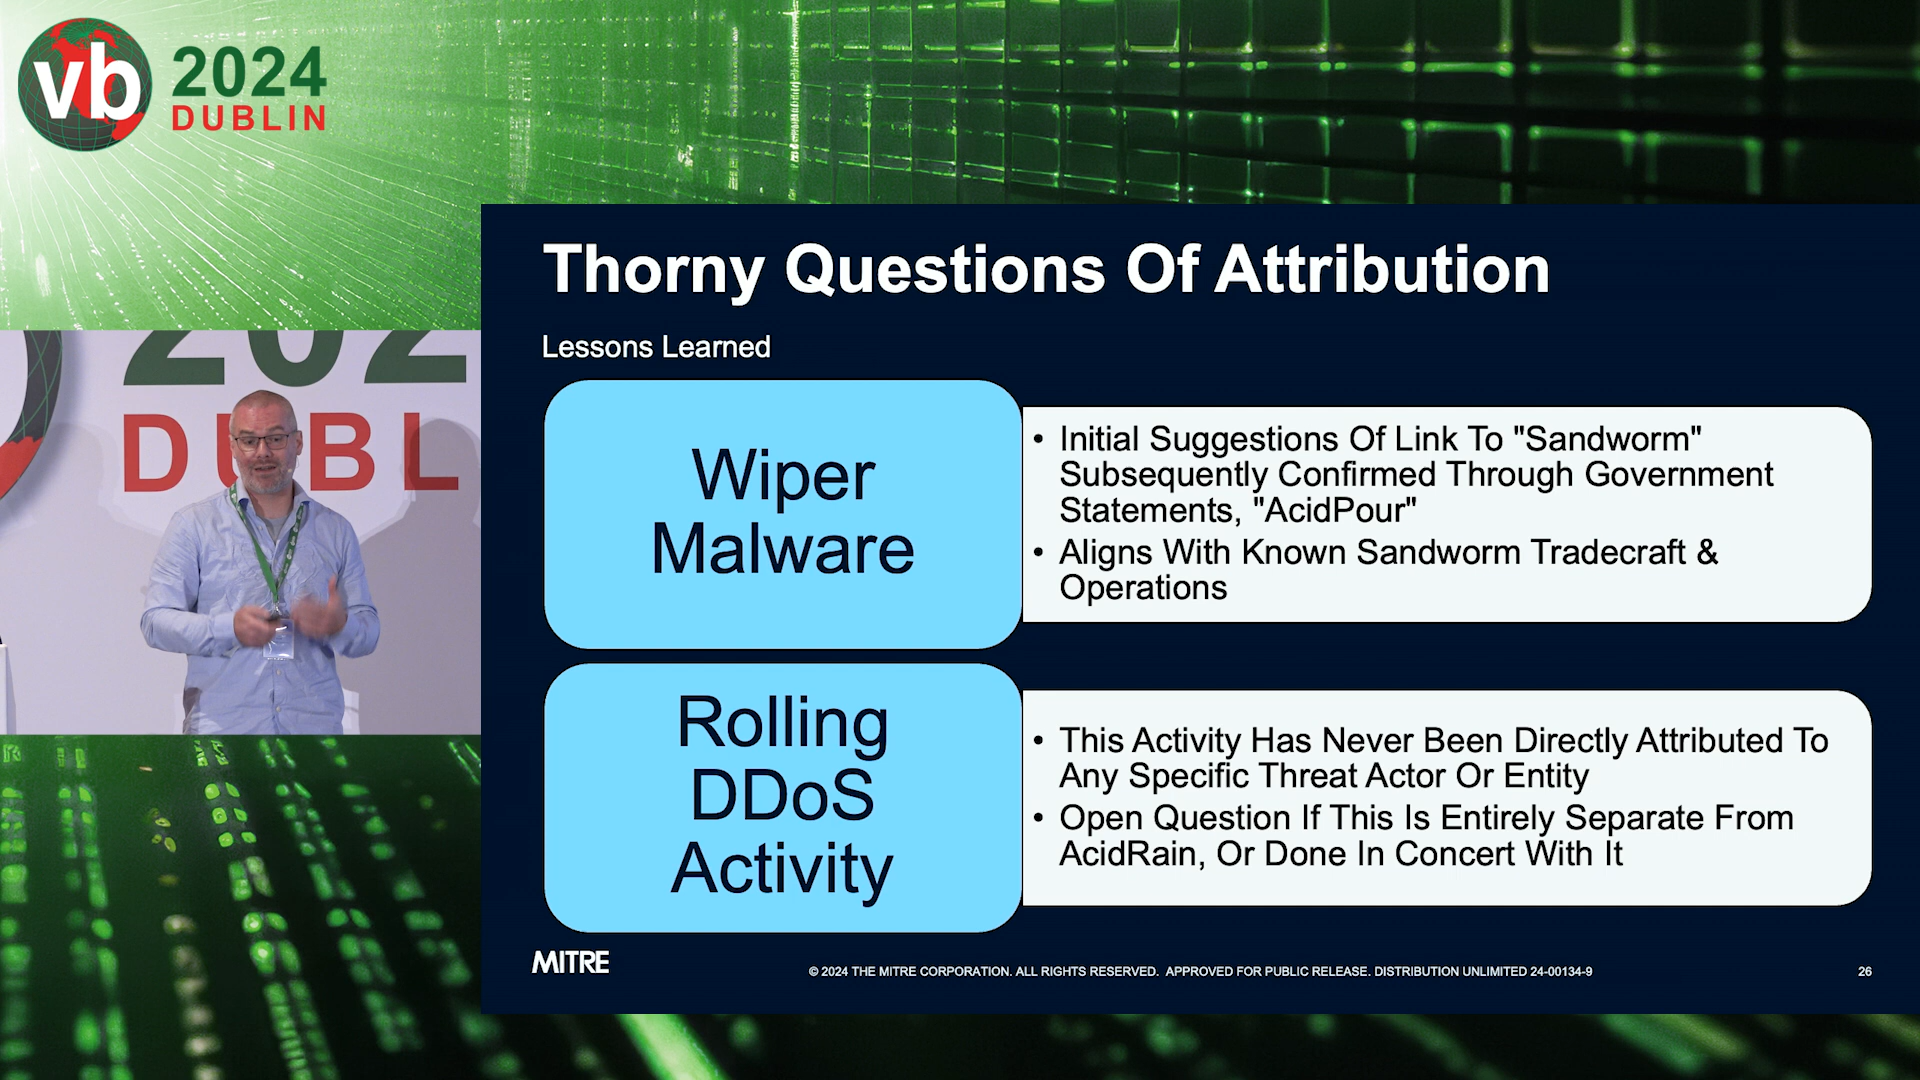 vb
2024
DUBLIN
202
DUBL
Thorny Questions Of Attribution
Lessons Learned
Wiper
Malware
• Initial Suggestions Of Link To "Sandworm"
Subsequently Confirmed Through Government
Statements, "AcidPour"
• Aligns With Known Sandworm Tradecraft &
Operations
Rolling
DDoS
Activity
• This Activity Has Never Been Directly Attributed To
Any Specific Threat Actor Or Entity
• Open Question If This Is Entirely Separate From
AcidRain, Or Done In Concert With It
MITRE
© 2024 THE MITRE CORPORATION. ALL RIGHTS RESERVED. APPROVED FOR PUBLIC RELEASE. DISTRIBUTION UNLIMITED 24-00134-9
26